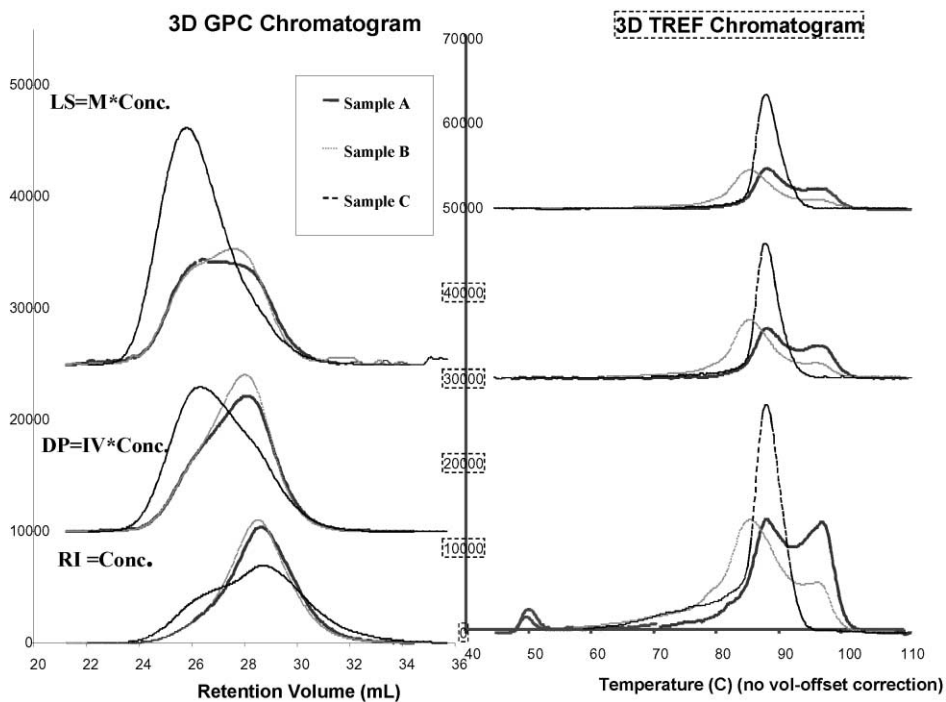 3D GPC Chromatogram
50000
40000
30000
20000
10000
0
LS=M*Conc.
DP=IV*Conc.
RI =Conc.
Sample A
Sample B
Sample C
20 22 24 26 28 30 32 34 36
Retention Volume (mL)
3D TREF Chromatogram
70000
60000
50000
40000
30000
20000
10000
0
40 50 60 70 80 90 100 110
Temperature (C) (no vol-offset correction)